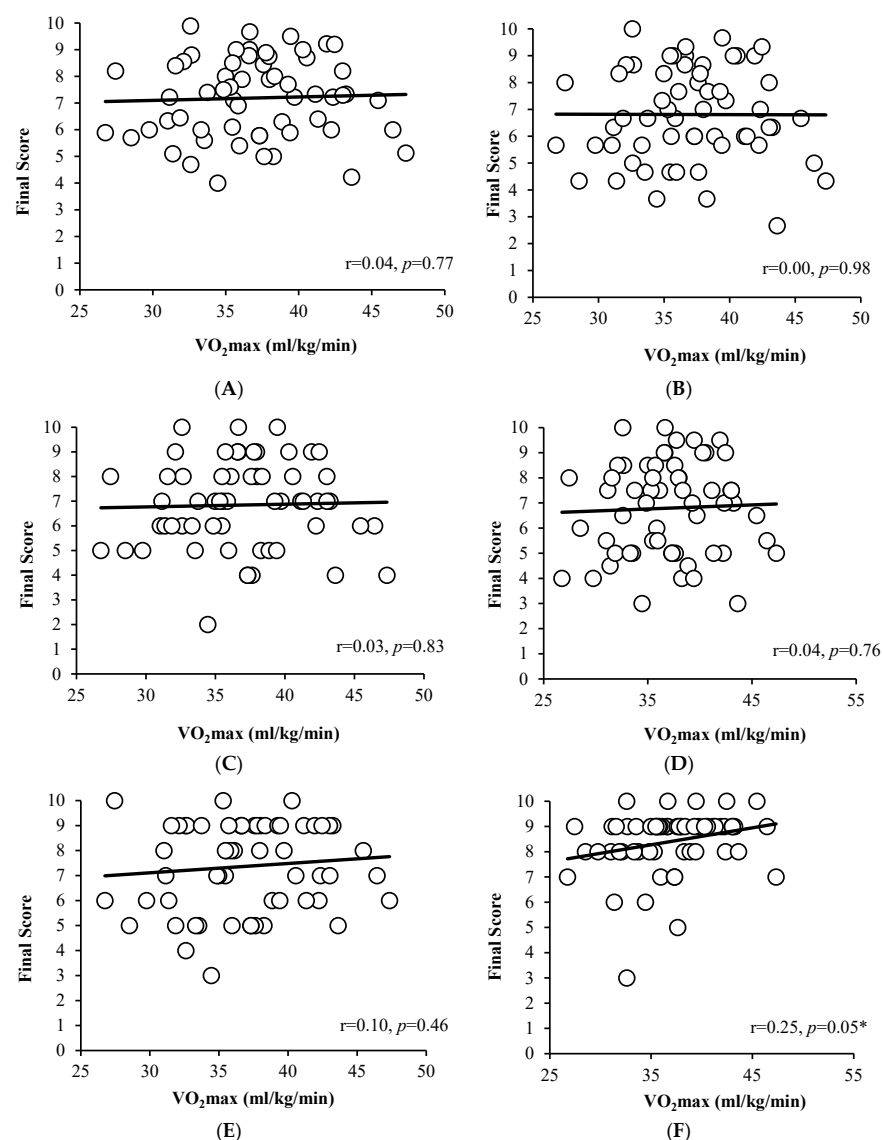 10
9
8
7
6
5
4
3
2
1
0
Final Score
25 30 35 40 45 50
VO₂max (ml/kg/min)
r=0.04, p=0.77
(A)
10
9
8
7
6
5
4
3
2
1
0
Final Score
25 30 35 40 45 50
VO₂max (ml/kg/min)
r=0.00, p=0.98
(B)
10
9
8
7
6
5
4
3
2
1
0
Final Score
25 30 35 40 45 50
VO₂max (ml/kg/min)
r=0.03, p=0.83
(C)
10
9
8
7
6
5
4
3
2
1
0
Final Score
25 35 45 55
VO₂max (ml/kg/min)
r=0.04, p=0.76
(D)
10
9
8
7
6
5
4
3
2
1
0
Final Score
25 30 35 40 45 50
VO₂max (ml/kg/min)
r=0.10, p=0.46
(E)
10
9
8
7
6
5
4
3
2
1
0
Final Score
25 35 45 55
VO₂max (ml/kg/min)
r=0.25, p=0.05*
(F)